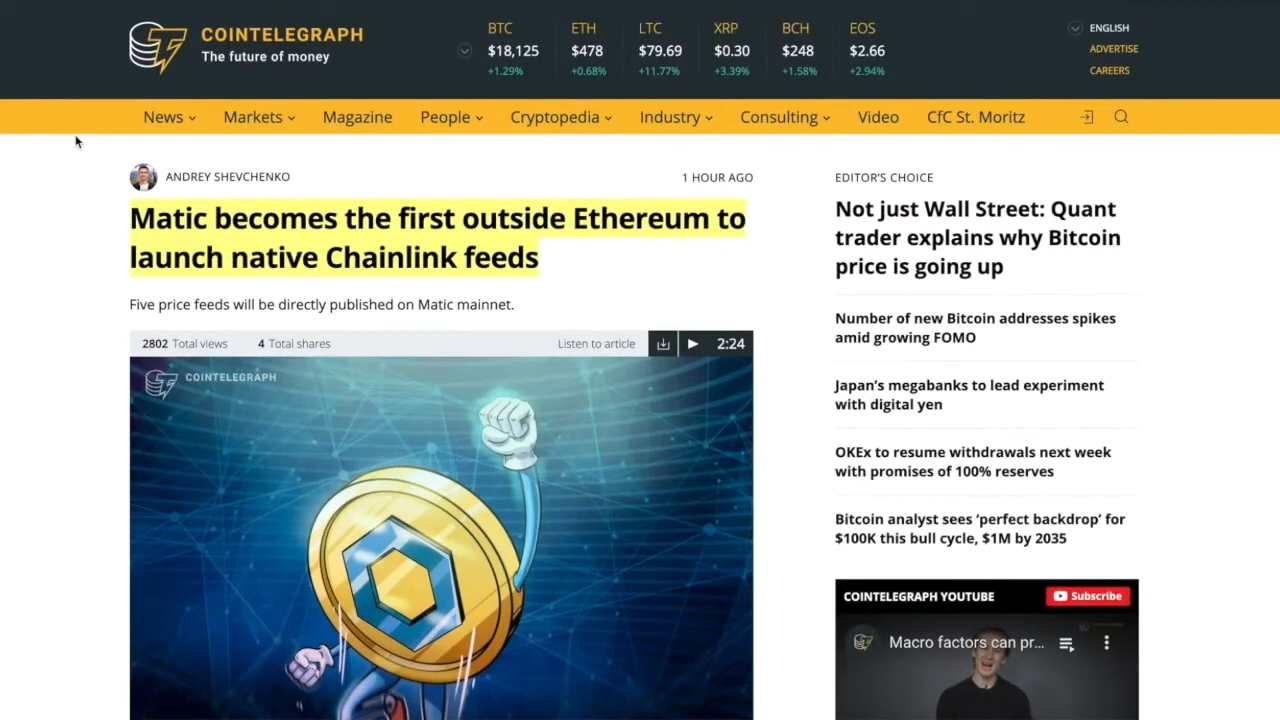 COINTELEGRAPH
The future of money
BTC
$18,125
+1.29%
ETH
$478
+0.68%
LTC
$79.69
+11.77%
XRP
$0.30
+3.39%
BCH
$248
+1.58%
EOS
$2.66
+2.94%
ENGLISH
ADVERTISE
CAREERS
News Markets Magazine People Cryptopedia Industry Consulting Video CfC St. Moritz
ANDREY SHEVCHENKO
1 HOUR AGO
Matic becomes the first outside Ethereum to
launch native Chainlink feeds
Five price feeds will be directly published on Matic mainnet.
2802 Total views 4 Total shares Listen to article 2:24
COINTELEGRAPH
EDITOR'S CHOICE
Not just Wall Street: Quant
trader explains why Bitcoin
price is going up
Number of new Bitcoin addresses spikes
amid growing FOMO
Japan’s megabanks to lead experiment
with digital yen
OKEx to resume withdrawals next week
with promises of 100% reserves
Bitcoin analyst sees ‘perfect backdrop’ for
$100K this bull cycle, $1M by 2035
COINTELEGRAPH YOUTUBE
Subscribe
Macro factors can pr...